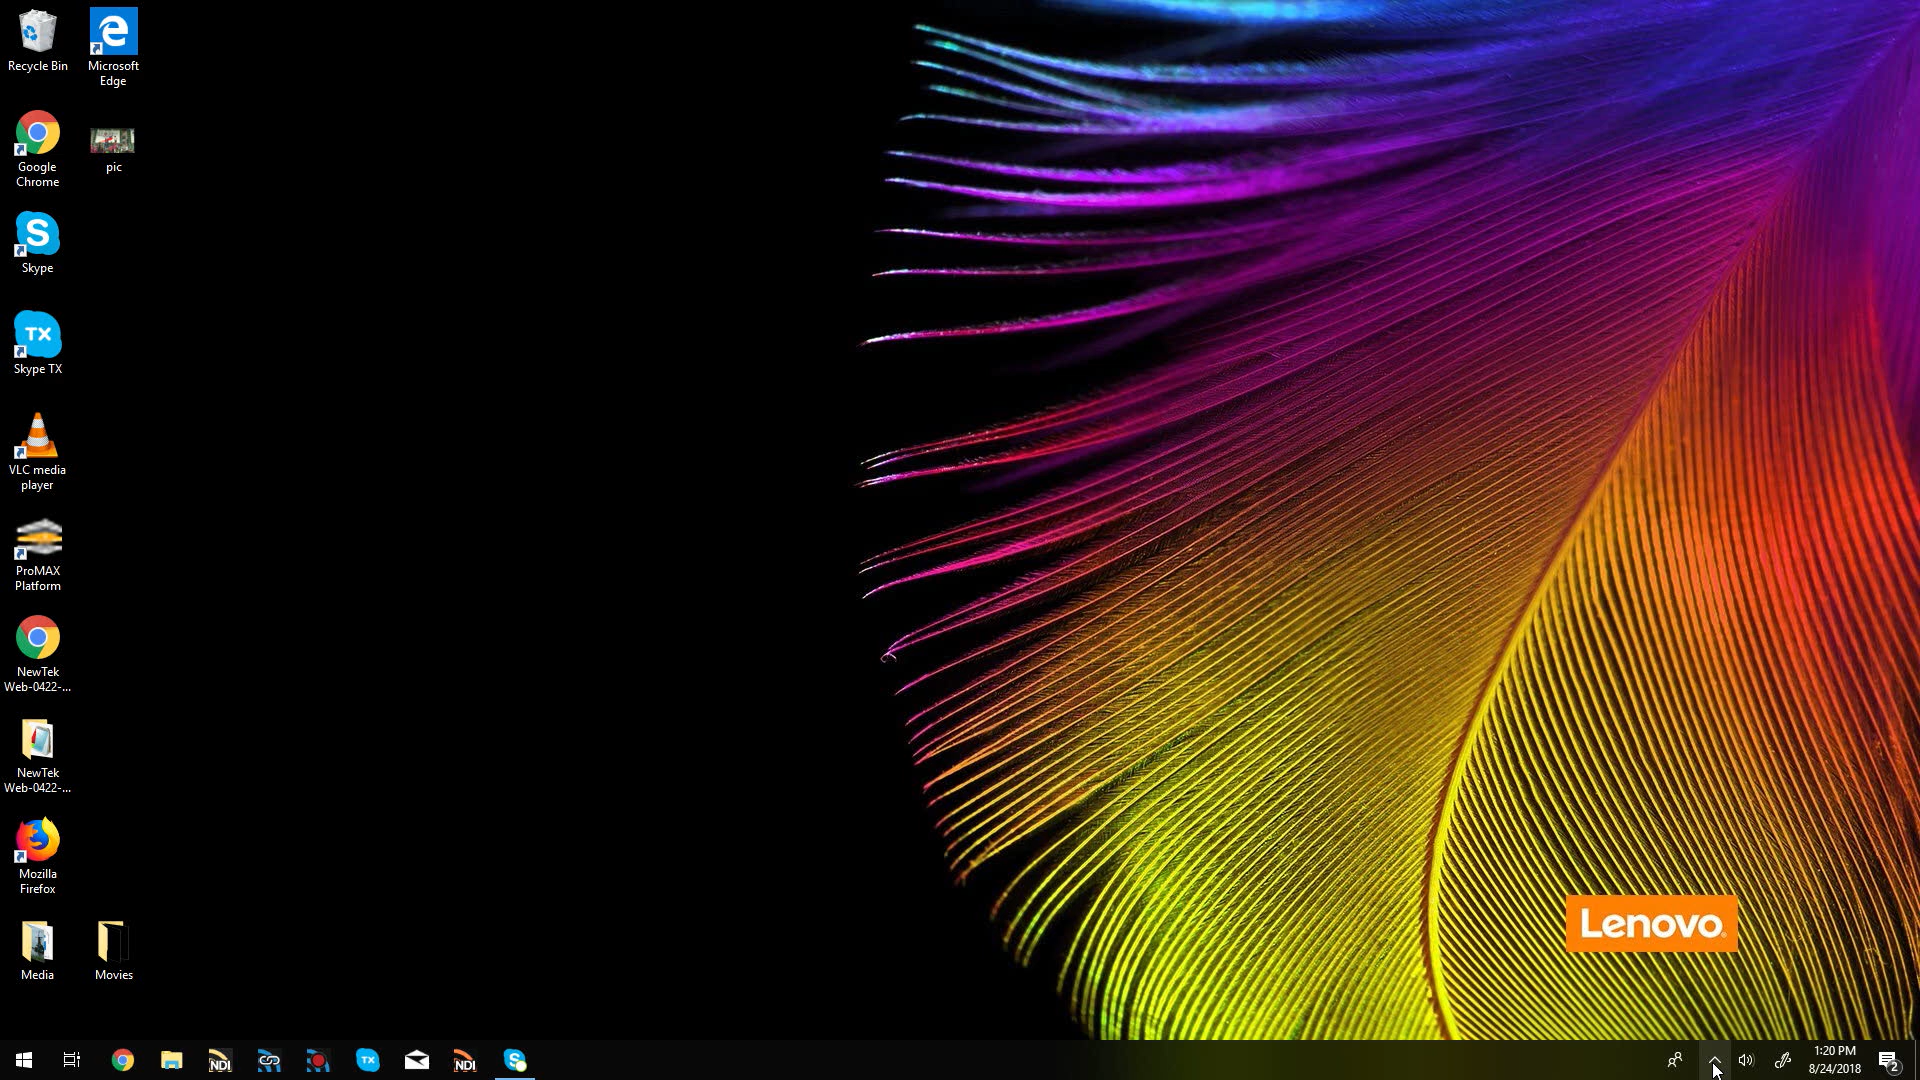 Recycle Bin
Microsoft
Edge
Google
Chrome
pic
Skype
TX
Skype TX
VLC media
player
ProMAX
Platform
NewTek
Web-0422-...
NewTek
Web-0422-...
Mozilla
Firefox
Media
Movies
Lenovo
NDI
TX
NDI
1:20 PM
8/24/2018
2